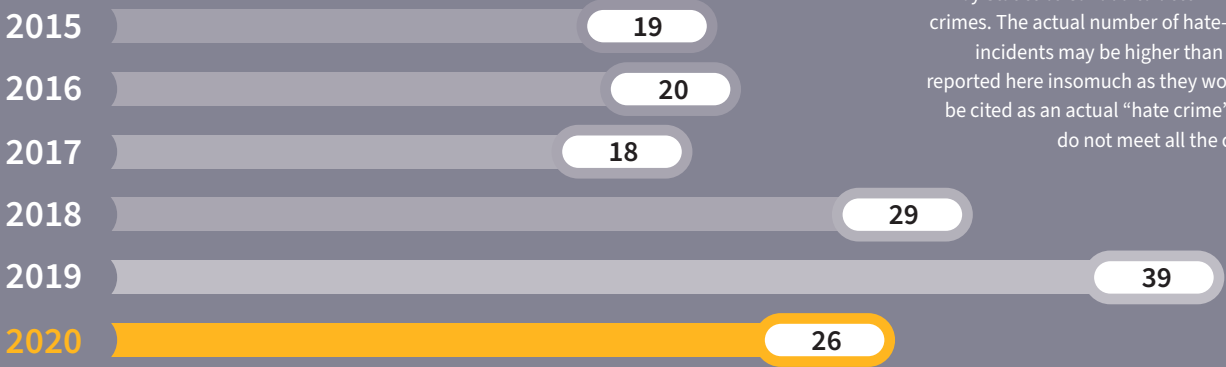 2015
19
2016
20
2017
18
2018
29
2019
39
2020
26
crimes. The actual number of hate-
incidents may be higher than
reported here insomuch as they wo
be cited as an actual “hate crime”
do not meet all the